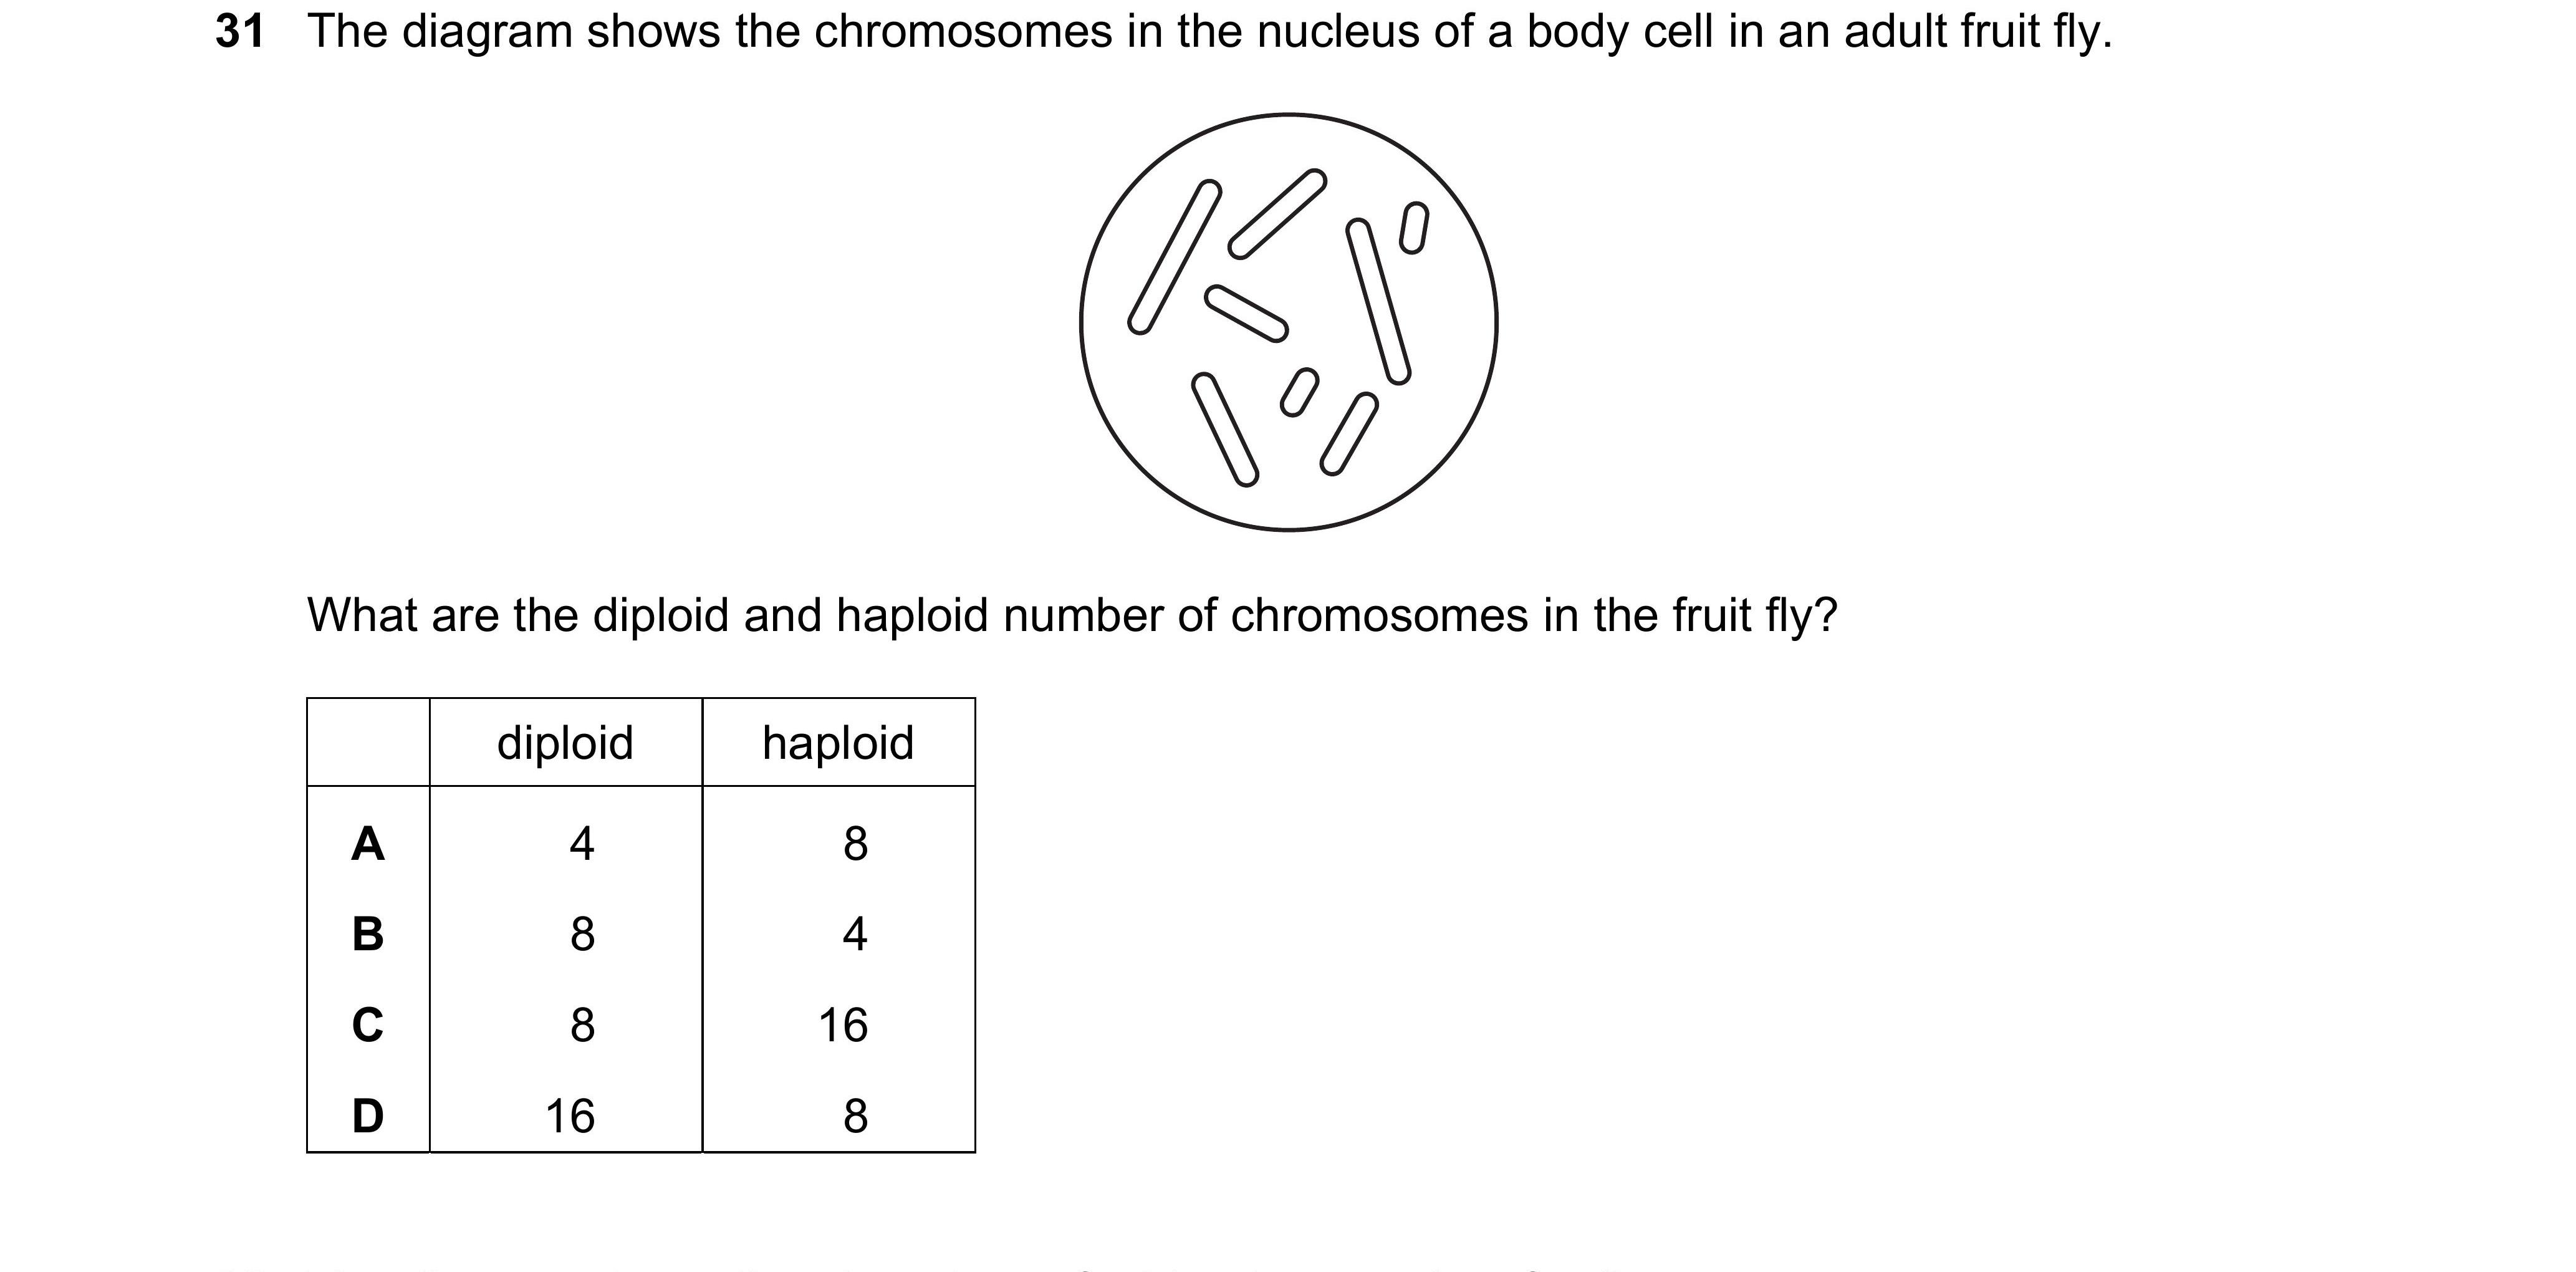 31 The diagram shows the chromosomes in the nucleus of a body cell in an adult fruit fly.
What are the diploid and haploid number of chromosomes in the fruit fly?
diploid haploid
A 4 8
B 8 4
C 8 16
D 16 8